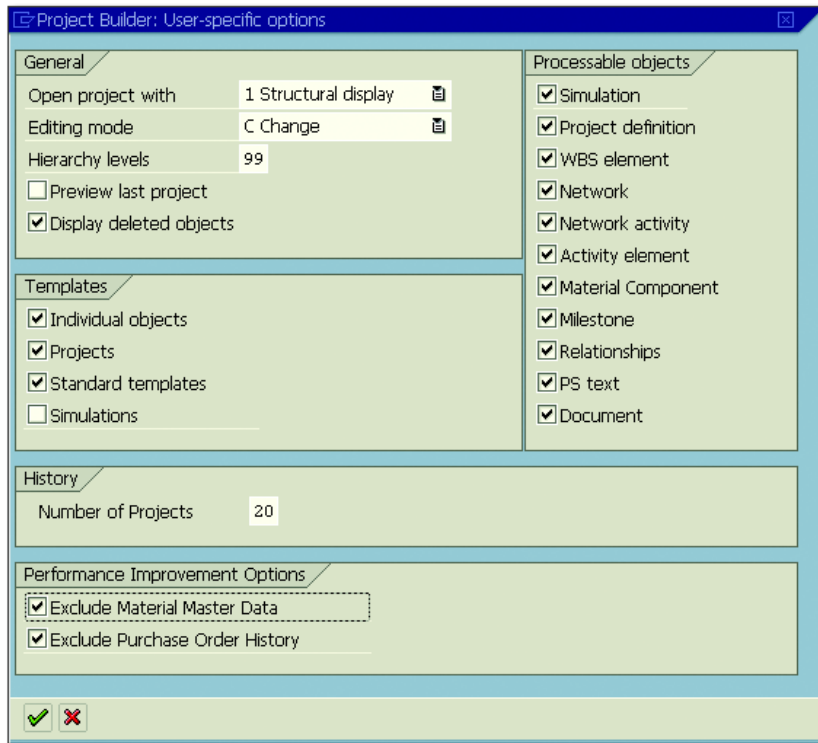 Project Builder: User-specific options
General
Open project with 1 Structural display
Editing mode C Change
Hierarchy levels 99
Preview last project
Display deleted objects
Templates
Individual objects
Projects
Standard templates
Simulations
Processable objects
Simulation
Project definition
WBS element
Network
Network activity
Activity element
Material Component
Milestone
Relationships
PS text
Document
History
Number of Projects 20
Performance Improvement Options
Exclude Material Master Data
Exclude Purchase Order History